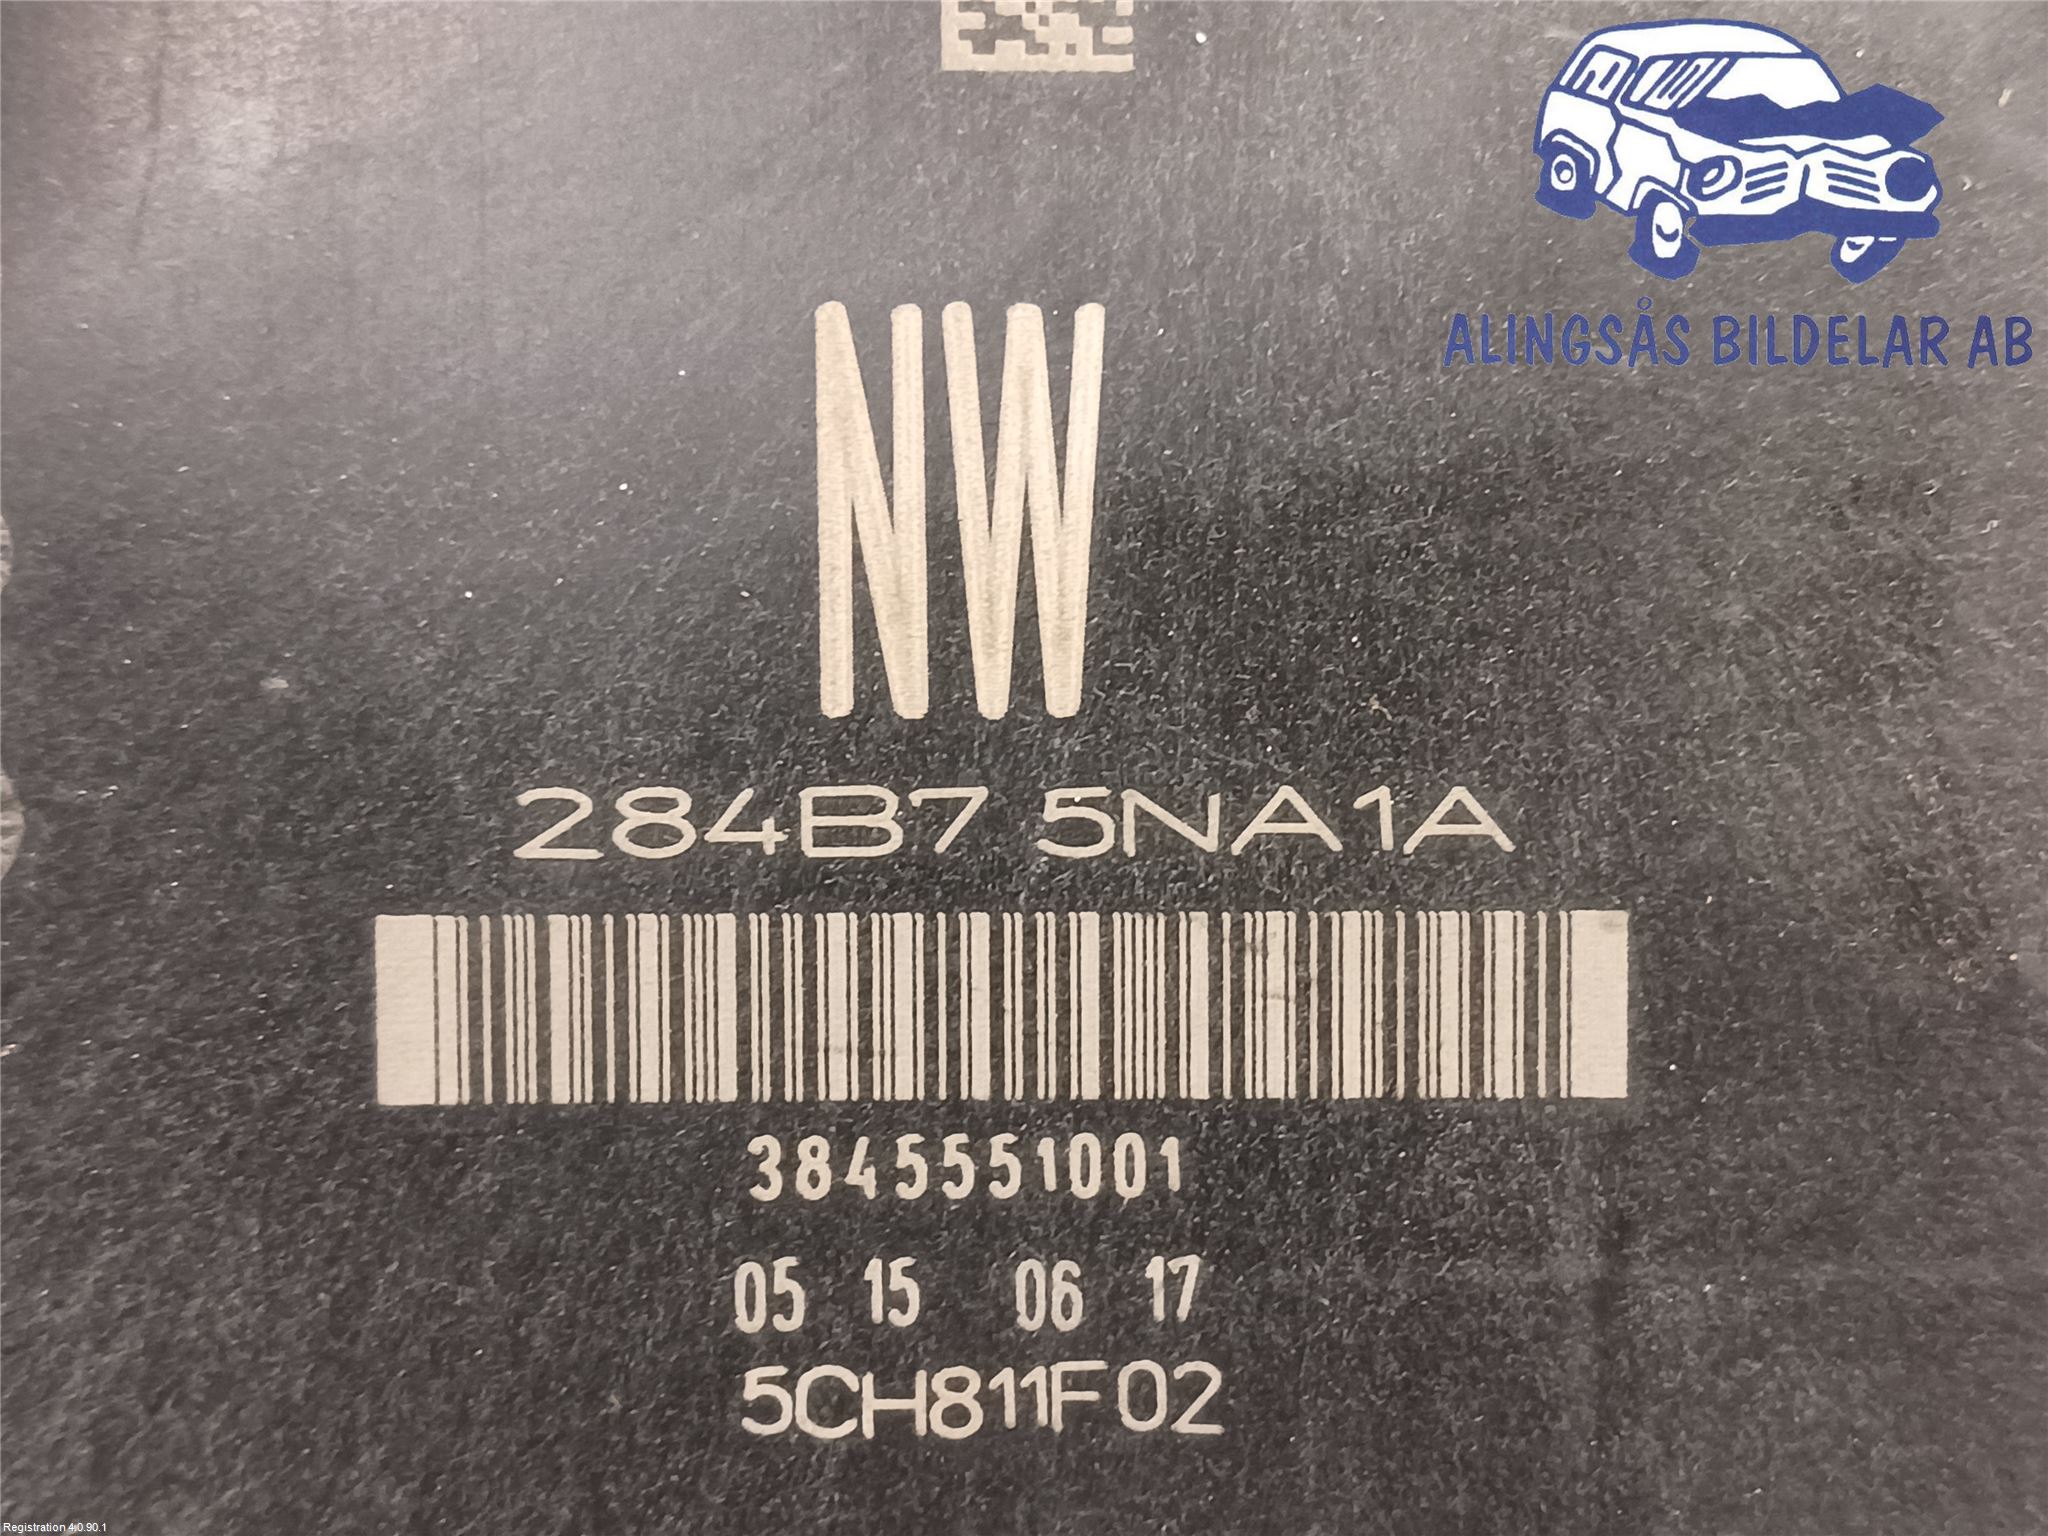 ALINGSÅS BILDELAR AB
NW
284B7 5NA1A
3845551001
05 15 06 17
5CH811F02
Registration 4.0.90.1